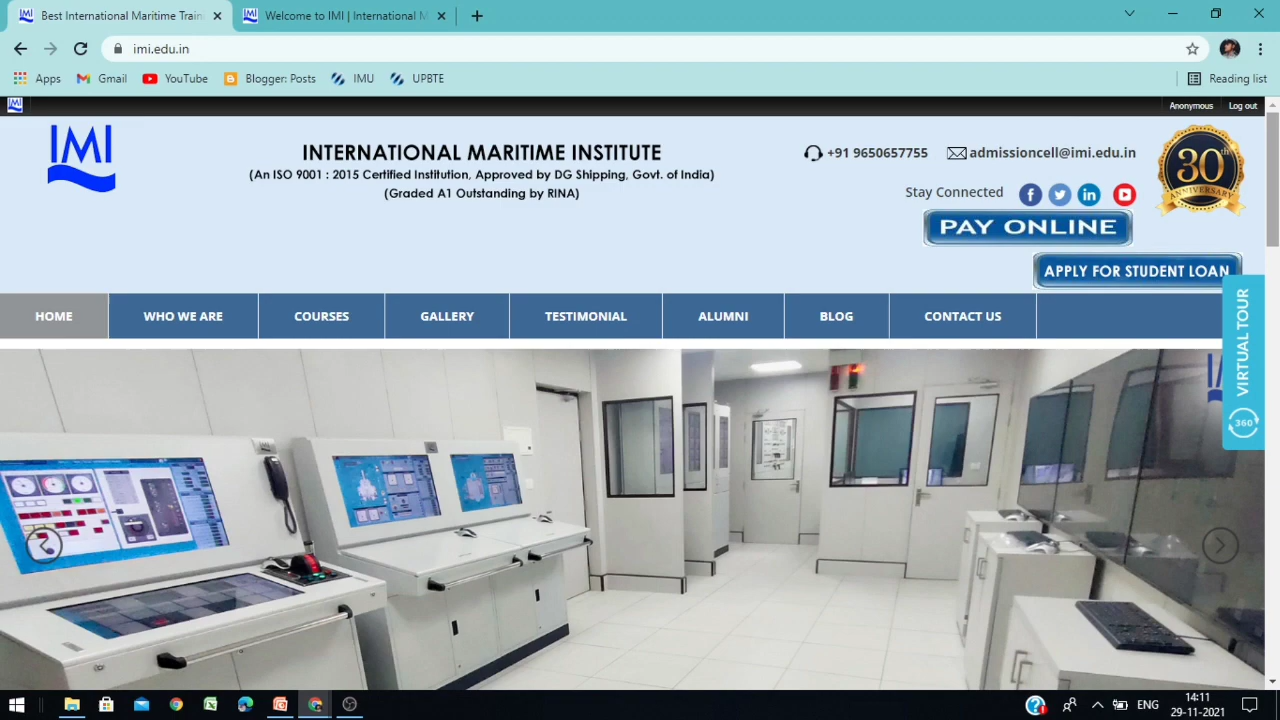 Best International Maritime Train
Welcome to IMI | International M
imi.edu.in
Apps
Gmail
YouTube
Blogger: Posts
IMU
UPBTE
Reading list
IMI
Anonymous
Log out
IMI
INTERNATIONAL MARITIME INSTITUTE
(An ISO 9001 : 2015 Certified Institution, Approved by DG Shipping, Govt. of India)
(Graded A1 Outstanding by RINA)
+91 9650657755
admissioncell@imi.edu.in
Stay Connected
30th
ANNIVERSARY
PAY ONLINE
APPLY FOR STUDENT LOAN
HOME
WHO WE ARE
COURSES
GALLERY
TESTIMONIAL
ALUMNI
BLOG
CONTACT US
VIRTUAL TOUR
360
ENG
14:11
29-11-2021